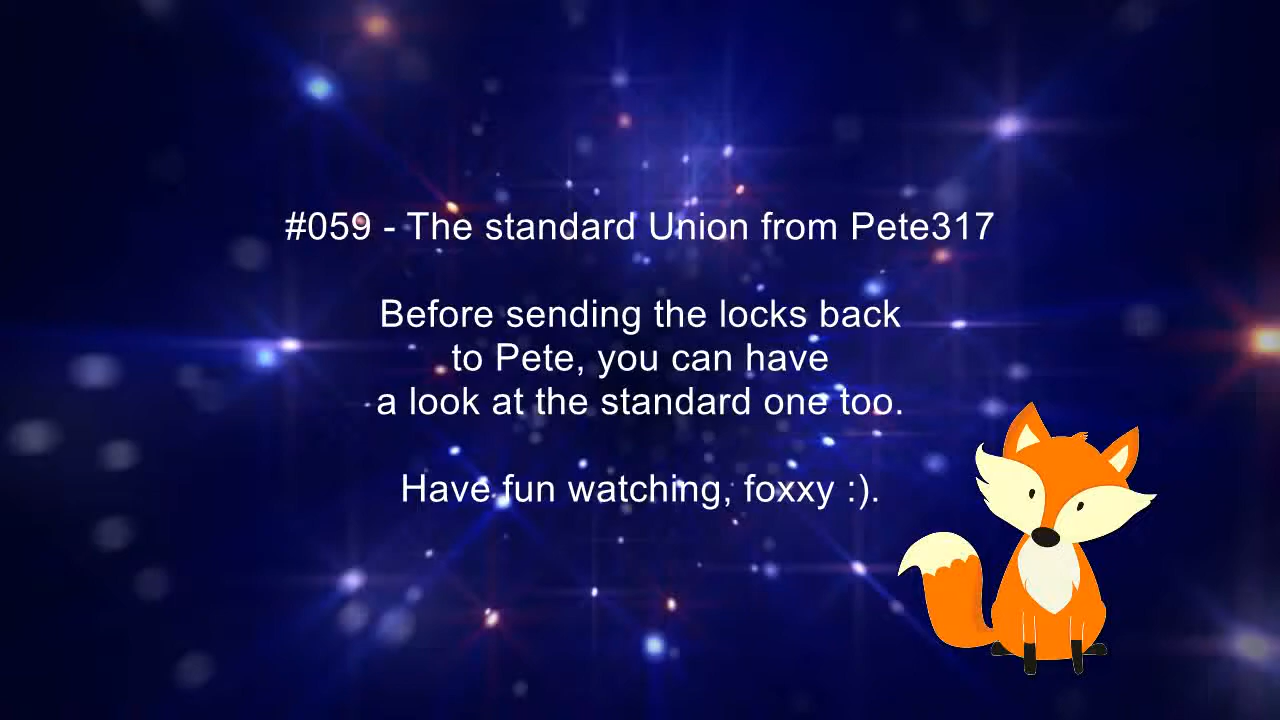 #059 - The standard Union from Pete317
Before sending the locks back
to Pete, you can have
a look at the standard one too.
Have fun watching, foxxy :).